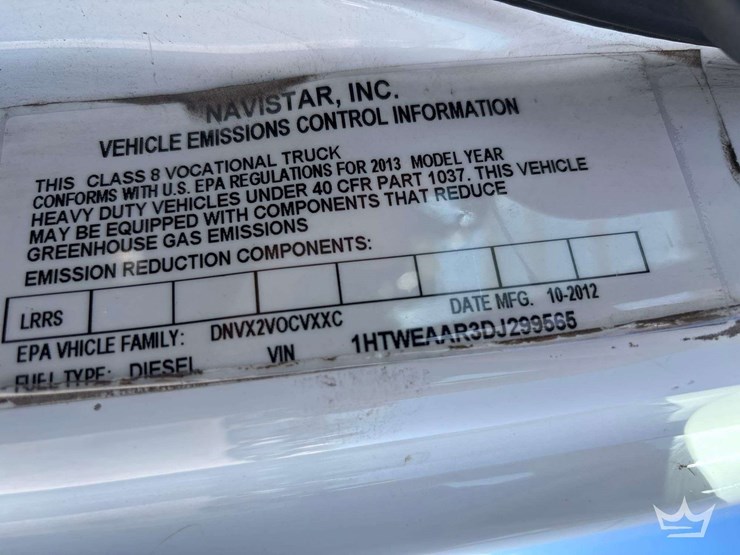 NAVISTAR, INC.
VEHICLE EMISSIONS CONTROL INFORMATION
THIS CLASS 8 VOCATIONAL TRUCK
CONFORMS WITH U.S. EPA REGULATIONS FOR 2013 MODEL YEAR
HEAVY DUTY VEHICLES UNDER 40 CFR PART 1037. THIS VEHICLE
MAY BE EQUIPPED WITH COMPONENTS THAT REDUCE
GREENHOUSE GAS EMISSIONS
EMISSION REDUCTION COMPONENTS:
LRRS
EPA VHICLE FAMILY: DNVX2VOCVXXC DATE MFG. 10-2012
FUEL TYPE: DIESEL VIN 1HTWEAAR3DJ299565